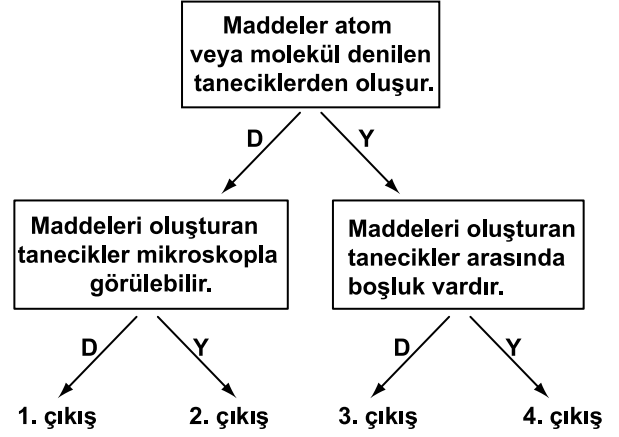 Maddeler atom
veya molekül denilen
taneciklerden oluşur.
D Y
Maddeleri oluşturan
tanecikler mikroskopla
görülebilir.
Maddeleri oluşturan
tanecikler arasında
boşluk vardır.
D Y D Y
1. çıkış 2. çıkış 3. çıkış 4. çıkış